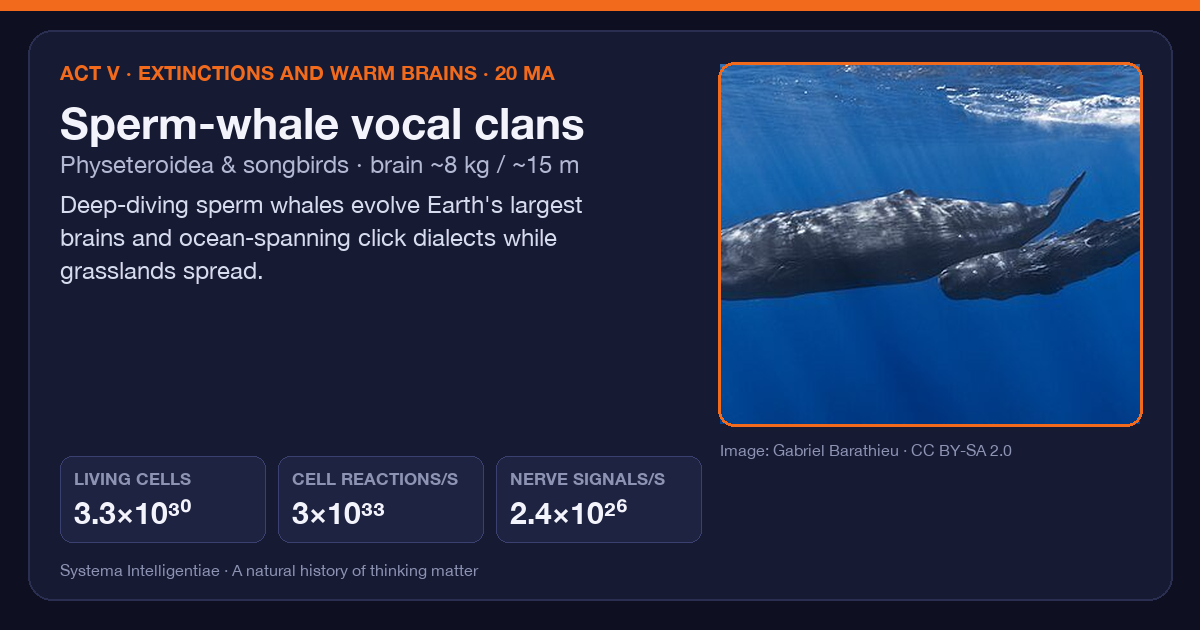 ACT V · EXTINCTIONS AND WARM BRAINS · 20 MA
Sperm-whale vocal clans
Physeteroidea & songbirds · brain ~8 kg / ~15 m
Deep-diving sperm whales evolve Earth's largest
brains and ocean-spanning click dialects while
grasslands spread.
Image: Gabriel Barathieu · CC BY-SA 2.0
LIVING CELLS
3.3×10³⁰
CELL REACTIONS/S
3×10³³
NERVE SIGNALS/S
2.4×10²⁶
Systema Intelligentiae · A natural history of thinking matter